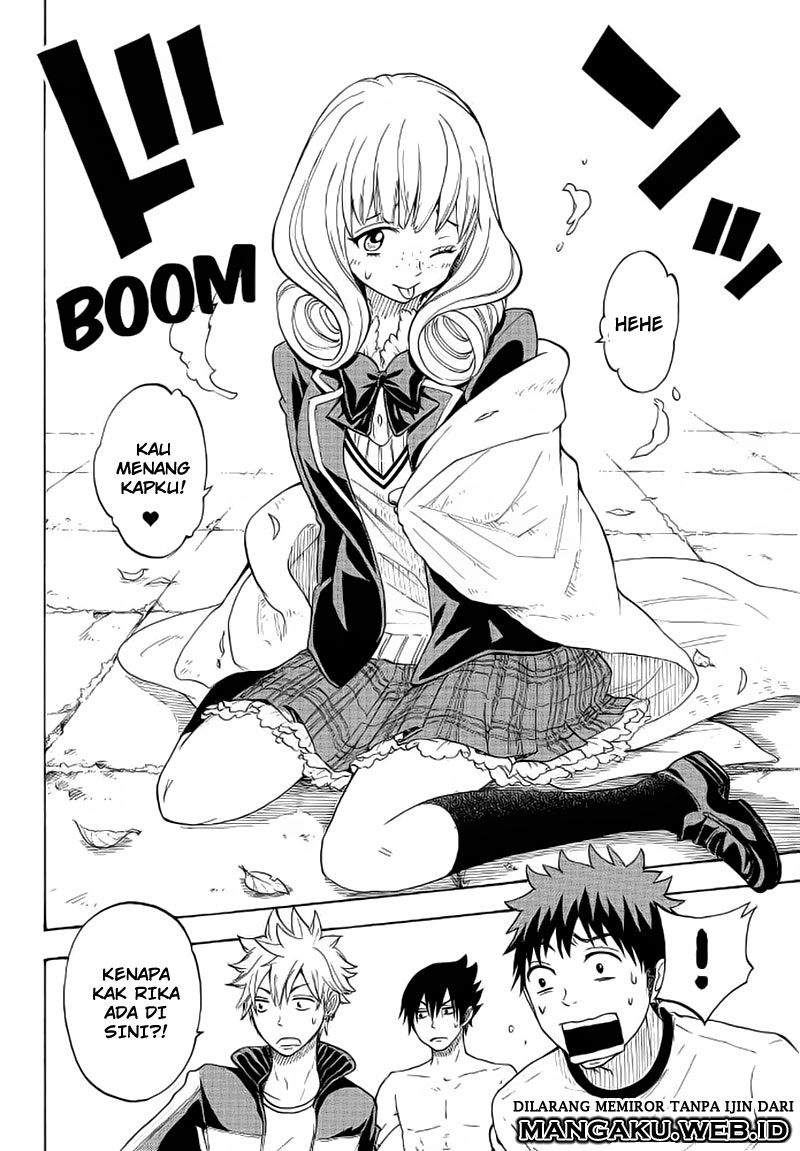 ドンッ
BOOM
HEHE
KAU
MENANG
KAPKU!
♥
KENAPA
KAK RIKA
ADA DI
SINI?!
!
DILARANG MEMIROR TANPA IJIN DARI
MANGAKU.WEB.ID